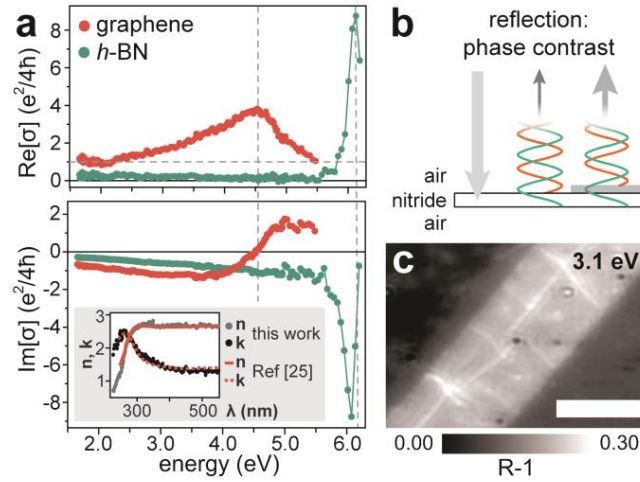 a
graphene
h-BN
Re[σ] (e²/4ħ)
8
6
4
2
0
Im[σ] (e²/4ħ)
2
0
-2
-4
-6
-8
n, k
3
2
1
n
k
this work
n
k
Ref [25]
300
500
λ (nm)
2.0
3.0
4.0
5.0
6.0
energy (eV)
b
reflection:
phase contrast
air
nitride
air
c
3.1 eV
0.00
0.30
R-1